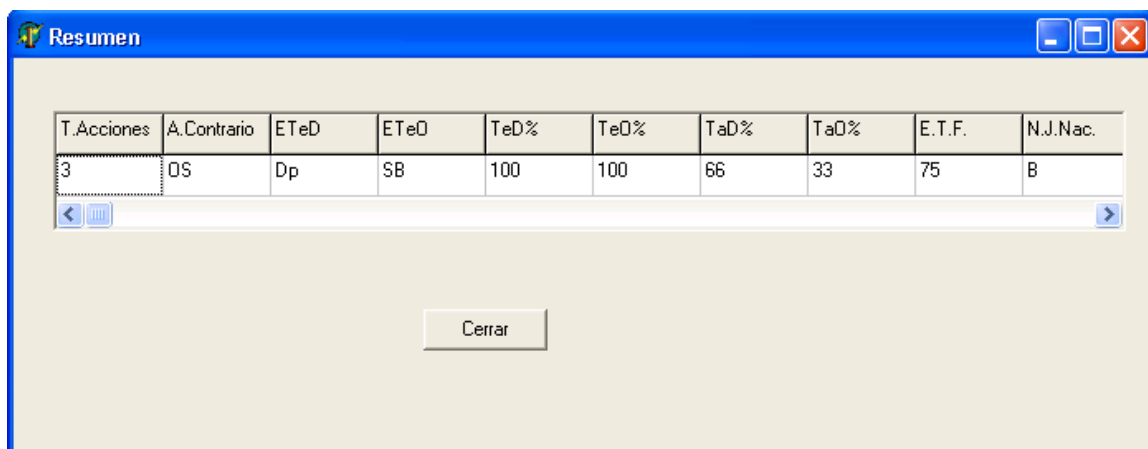 Resumen
T.Acciones A.Contrario ETeD ETeO TeD% TeO% TaD% TaO% E.T.F. N.J.Nac.
3 OS Dp SB 100 100 66 33 75 B
Cerrar